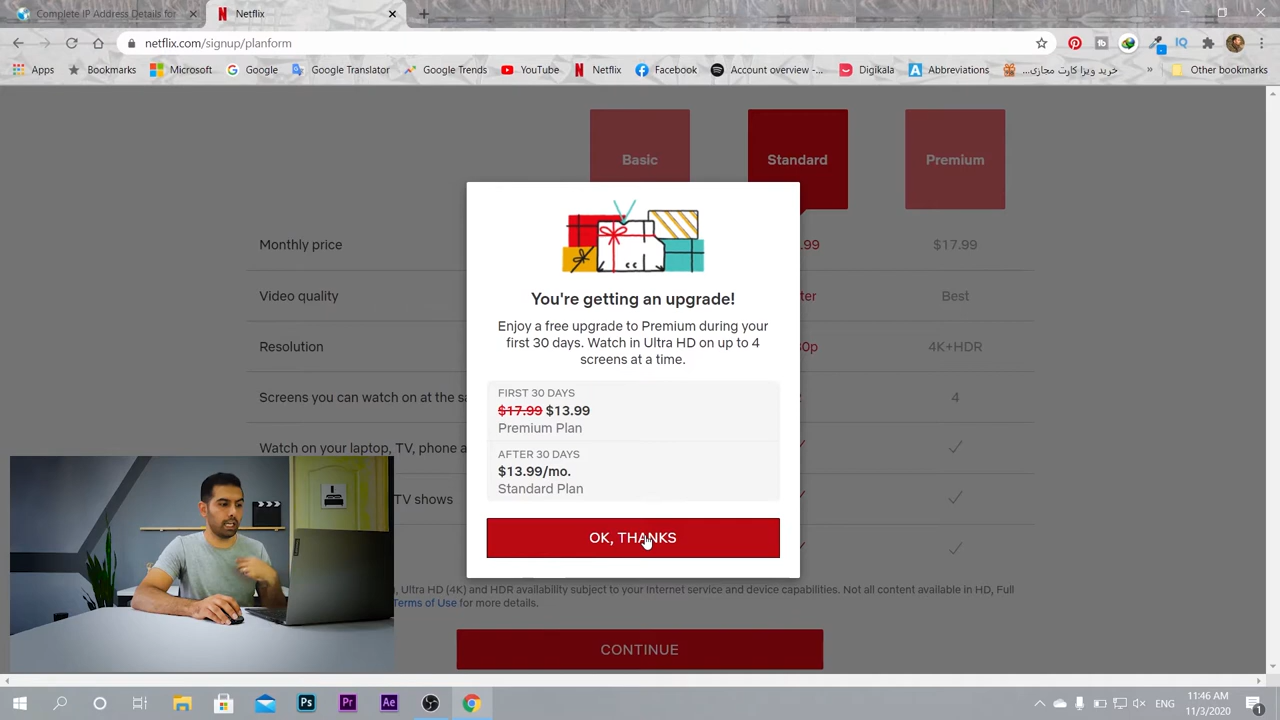 Complete IP Address Details for
Netflix
netflix.com/signup/planform
Apps
Bookmarks
Microsoft
Google
Google Translator
Google Trends
YouTube
Netflix
Facebook
Account overview -...
Digikala
Abbreviations
خرید ویزا کارت مجازی...
»
Other bookmarks
Basic
Standard
Premium
Monthly price
.99
$17.99
Video quality
Best
Resolution
4K+HDR
Screens you can watch on at the sa
4
Watch on your laptop, TV, phone a
TV shows
You're getting an upgrade!
Enjoy a free upgrade to Premium during your
first 30 days. Watch in Ultra HD on up to 4
screens at a time.
FIRST 30 DAYS
$17.99 $13.99
Premium Plan
AFTER 30 DAYS
$13.99/mo.
Standard Plan
OK, THANKS
, Ultra HD (4K) and HDR availability subject to your Internet service and device capabilities. Not all content available in HD, Full
Terms of Use for more details.
CONTINUE
Ps
Pr
Ae
ENG
11:46 AM
11/3/2020
1